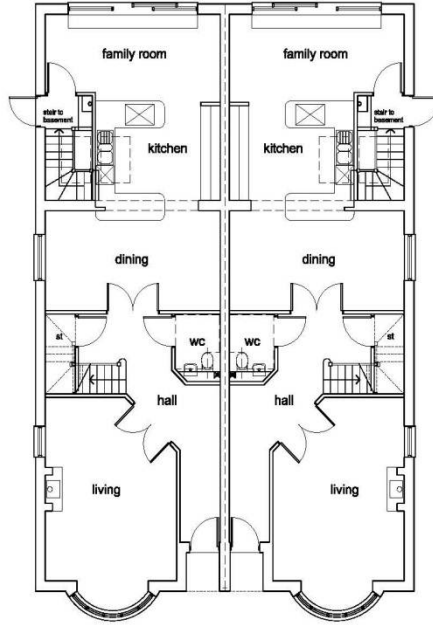 family room
family room
stair to
basement
stair to
basement
kitchen
kitchen
dining
dining
st
wc
wc
st
hall
hall
living
living